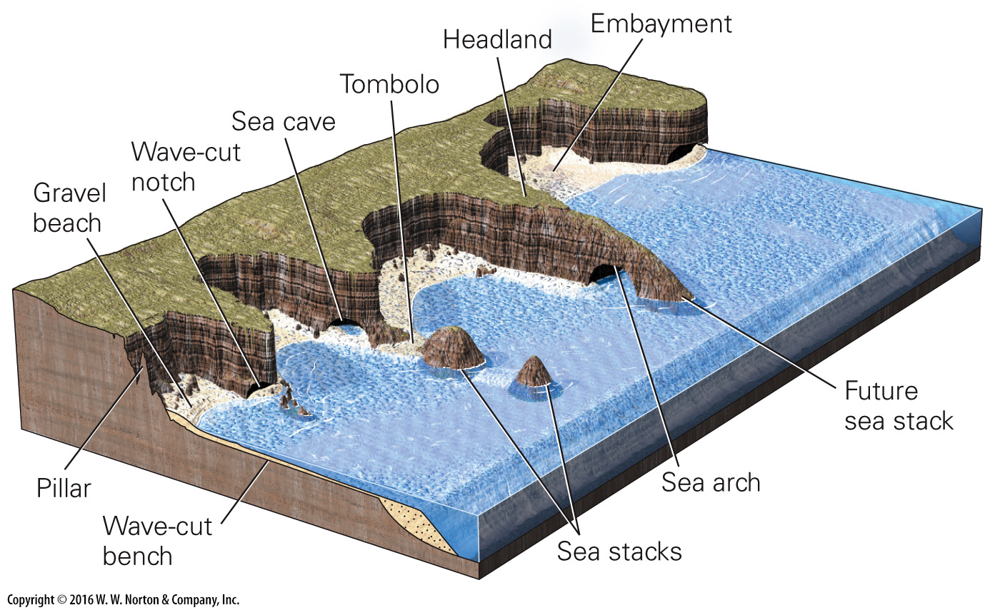 Embayment
Headland
Tombolo
Sea cave
Wave-cut
notch
Gravel
beach
Future
sea stack
Sea arch
Pillar
Wave-cut
bench
Sea stacks
Copyright © 2016 W. W. Norton & Company, Inc.